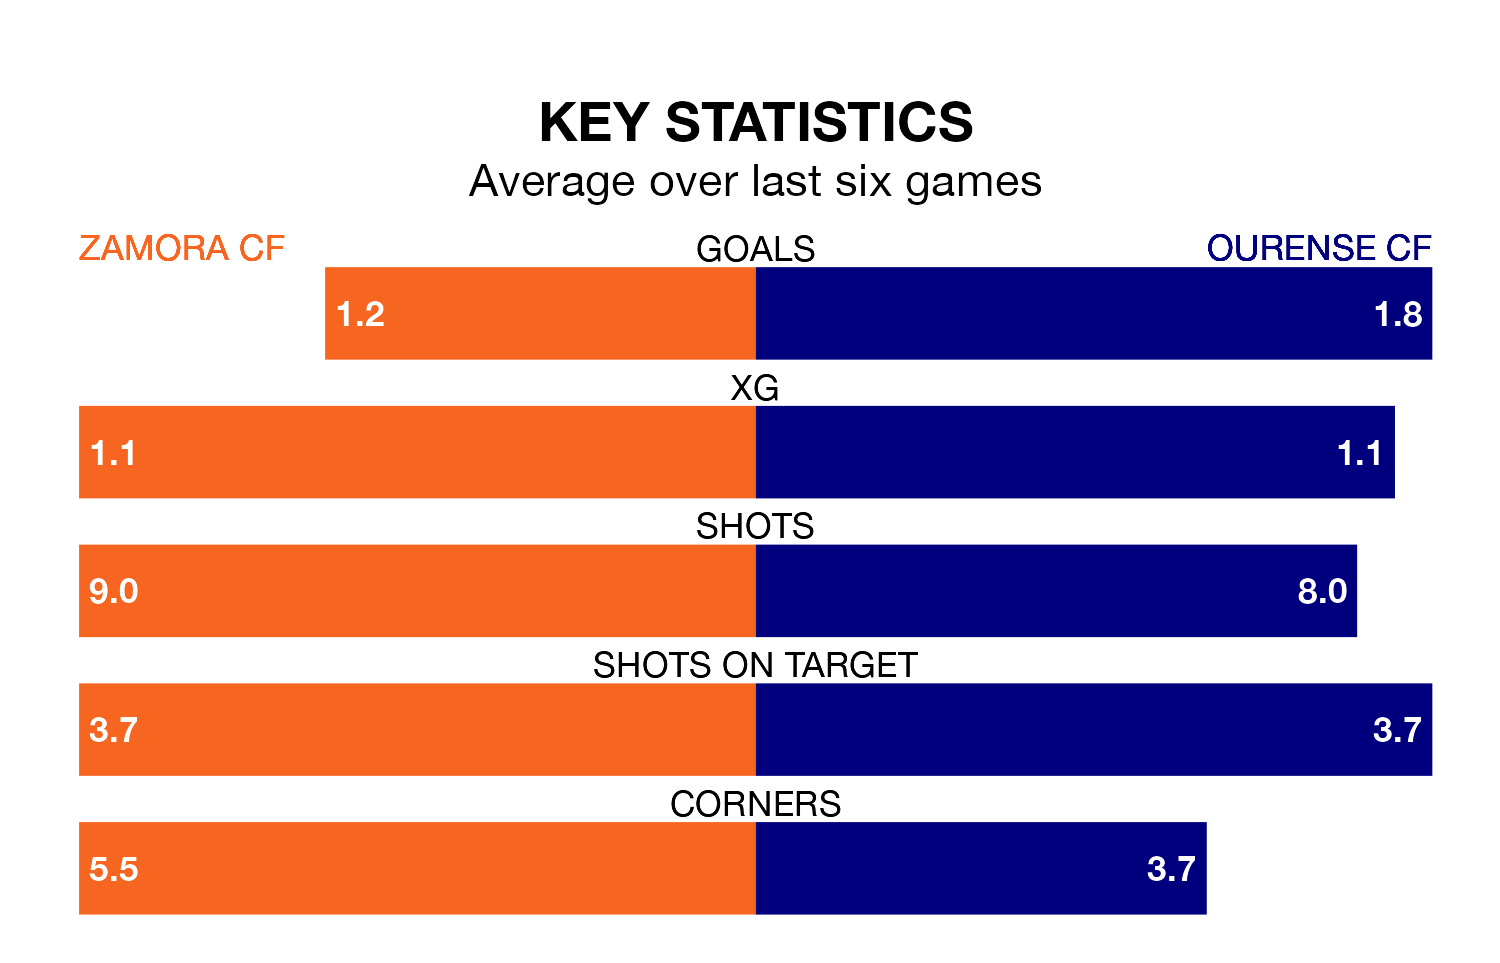 KEY STATISTICS
Average over last six games
ZAMORA CF GOALS OURENSE CF
1.2 1.8
XG
1.1 1.1
SHOTS
9.0 8.0
SHOTS ON TARGET
3.7 3.7
CORNERS
5.5 3.7